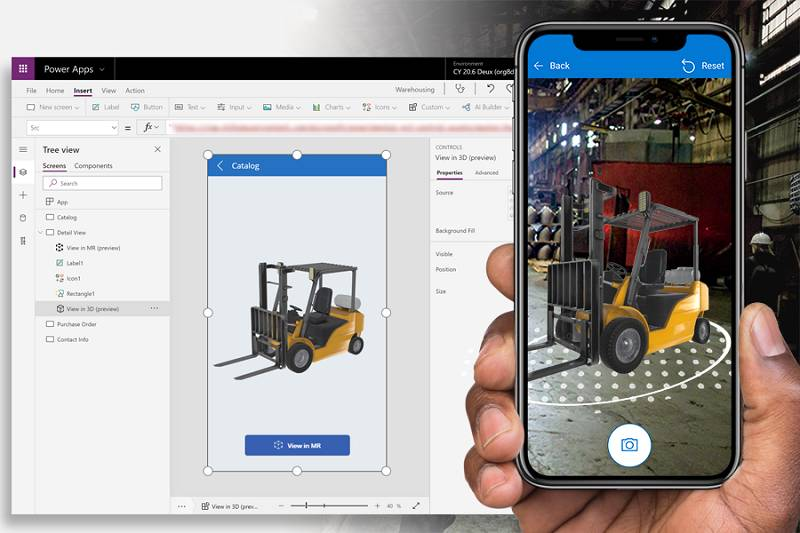 Power Apps
Environment
CY 20.6 Deux (org8d
File Home Insert View Action
Warehousing
New screen Label Button Text Input Media Charts Icons Custom AI Builder
Src = fx
Tree view
Screens Components
Search
App
Catalog
Detail View
View in MR (preview)
Label1
Icon1
Rectangle1
View in 3D (preview) ...
Purchase Order
Contact Info
Catalog
View in MR
CONTROLS
View in 3D (preview)
Properties Advanced
Source
Background Fill
Visible
Position
Size
... View in 3D (prev... − + 40 %
Back Reset